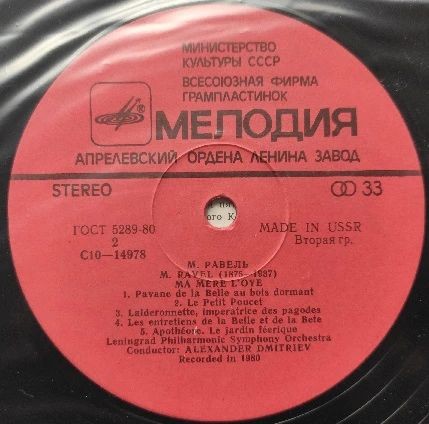 МИНИСТЕРСТВО
КУЛЬТУРЫ СССР
ВСЕСОЮЗНАЯ ФИРМА
ГРАМПЛАСТИНОК
®
МЕЛОДИЯ
АПРЕЛЕВСКИЙ ОРДЕНА ЛЕНИНА ЗАВОД
STEREO 33
ГОСТ 5289-80 MADE IN USSR
2 Вторая гр.
С10—14978
М. РАВЕЛЬ
M. RAVEL (1875—1937)
MA MERE L'OYE
1. Pavane de la Belle au bois dormant
2. Le Petit Poucet
3. Laideronnette, impératrice des pagodes
4. Les entretiens de la Belle et de la Bete
5. Apothéore. Le jardin féerique
Leningrad Philharmonic Symphony Orchestra
Conductor: ALEXANDER DMITRIEV
Recorded in 1980